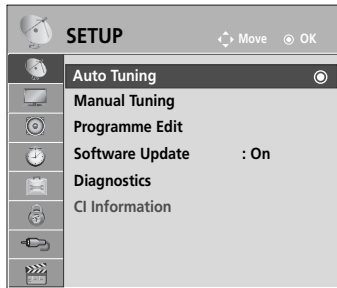 SETUP
Move OK
Auto Tuning
Manual Tuning
Programme Edit
Software Update : On
Diagnostics
CI Information